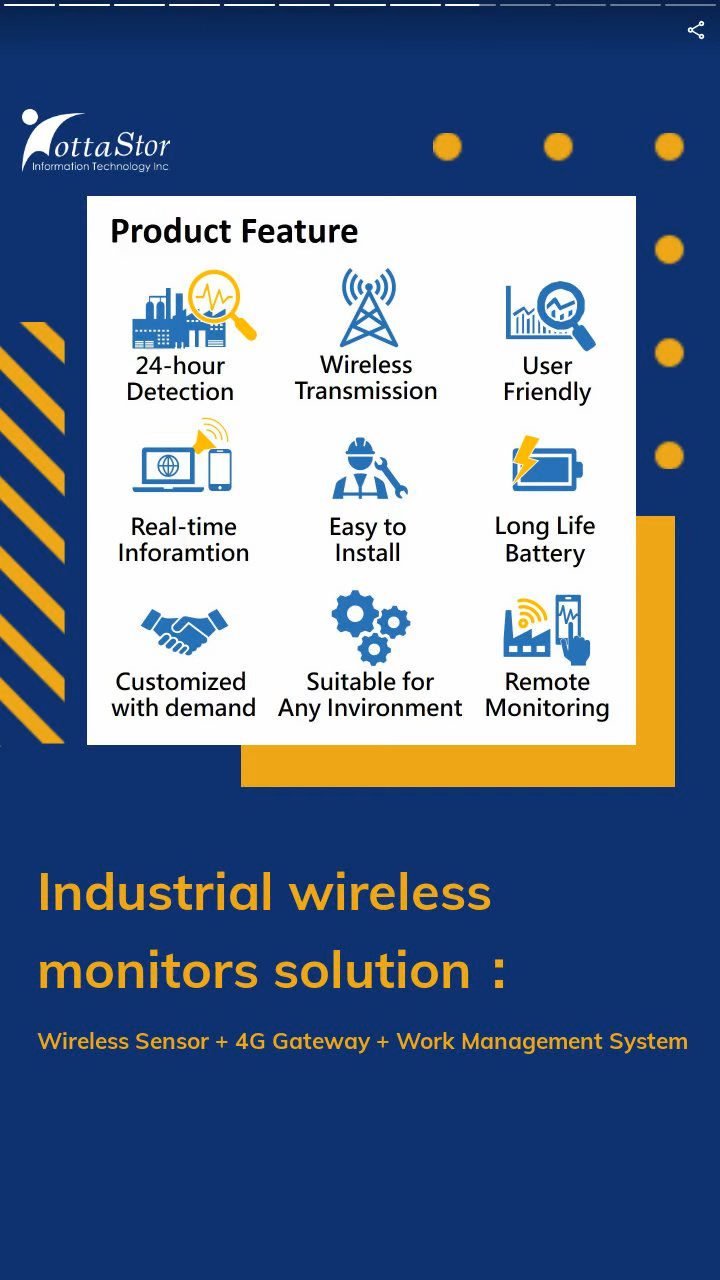 YottaStor
Information Technology Inc.
Product Feature
24-hour
Detection
Wireless
Transmission
User
Friendly
Real-time
Inforamtion
Easy to
Install
Long Life
Battery
Customized
with demand
Suitable for
Any Invironment
Remote
Monitoring
Industrial wireless
monitors solution：
Wireless Sensor + 4G Gateway + Work Management System